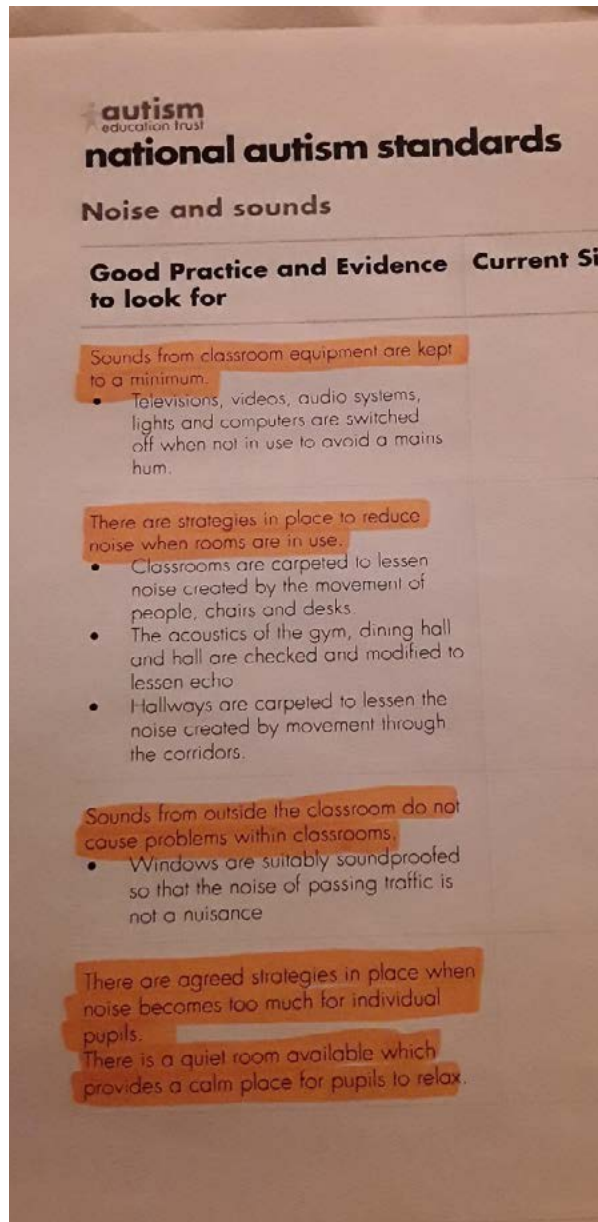 autism
education trust
national autism standards
Noise and sounds
Good Practice and Evidence
to look for
Current Si
Sounds from classroom equipment are kept
to a minimum.
• Televisions, videos, audio systems,
lights and computers are switched
off when not in use to avoid a mains
hum.
There are strategies in place to reduce
noise when rooms are in use.
• Classrooms are carpeted to lessen
noise created by the movement of
people, chairs and desks.
• The acoustics of the gym, dining hall
and hall are checked and modified to
lessen echo
• Hallways are carpeted to lessen the
noise created by movement through
the corridors.
Sounds from outside the classroom do not
cause problems within classrooms.
• Windows are suitably soundproofed
so that the noise of passing traffic is
not a nuisance
There are agreed strategies in place when
noise becomes too much for individual
pupils.
There is a quiet room available which
provides a calm place for pupils to relax.